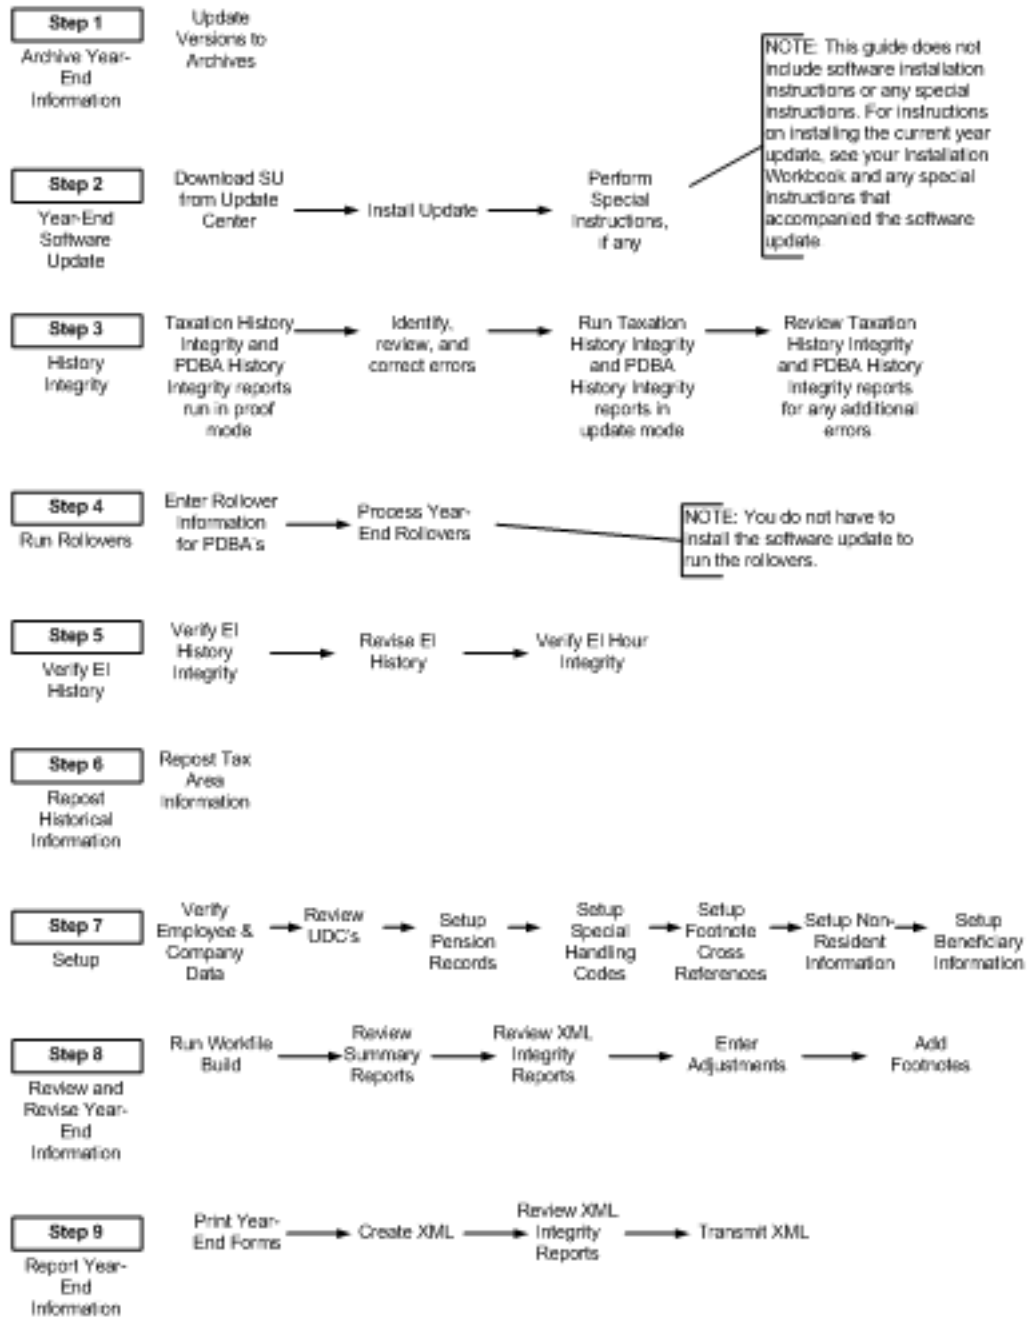 Step 1
Archive Year-
End
Information
Update
Versions to
Archives
NOTE: This guide does not
include software installation
instructions or any special
instructions. For instructions
on installing the current year
update, see your Installation
Workbook and any special
instructions that
accompanied the software
update.
Step 2
Year-End
Software
Update
Download SU
from Update
Center
Install Update
Perform
Special
Instructions,
if any
Step 3
History
Integrity
Taxation History
Integrity and
PDBA History
Integrity reports
run in proof
mode
Identify,
review, and
correct errors
Run Taxation
History Integrity
and PDBA
History Integrity
reports in
update mode
Review Taxation
History Integrity
and PDBA History
Integrity reports
for any additional
errors.
Step 4
Run Rollovers
Enter Rollover
Information
for PDBA's
Process Year-
End Rollovers
NOTE: You do not have to
install the software update to
run the rollovers.
Step 5
Verify EI
History
Verify EI
History
Integrity
Revise EI
History
Verify EI Hour
Integrity
Step 6
Repost
Historical
Information
Repost Tax
Area
Information
Step 7
Setup
Verify
Employee &
Company
Data
Review
UDC's
Setup
Pension
Records
Setup
Special
Handling
Codes
Setup
Footnote
Cross
References
Setup Non-
Resident
Information
Setup
Beneficiary
Information
Step 8
Review and
Revise Year-
End
Information
Run Workfile
Build
Review
Summary
Reports
Review XML
Integrity
Reports
Enter
Adjustments
Add
Footnotes
Step 9
Report Year-
End
Information
Print Year-
End Forms
Create XML
Review XML
Integrity
Reports
Transmit XML